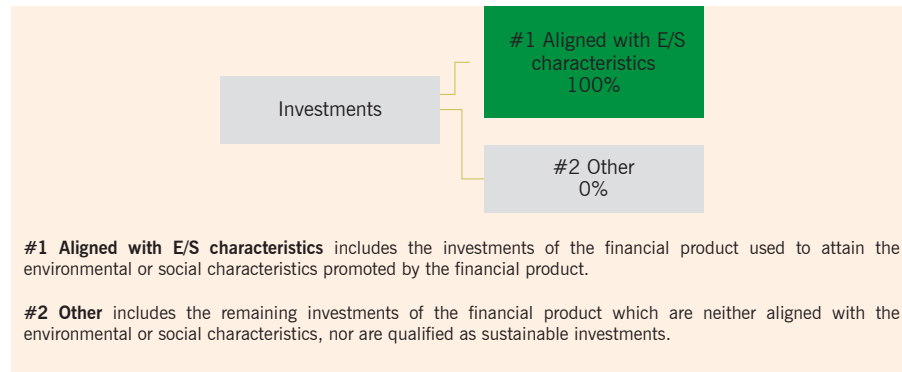 #1 Aligned with E/S
characteristics
100%
Investments
#2 Other
0%
#1 Aligned with E/S characteristics includes the investments of the financial product used to attain the
environmental or social characteristics promoted by the financial product.
#2 Other includes the remaining investments of the financial product which are neither aligned with the
environmental or social characteristics, nor are qualified as sustainable investments.